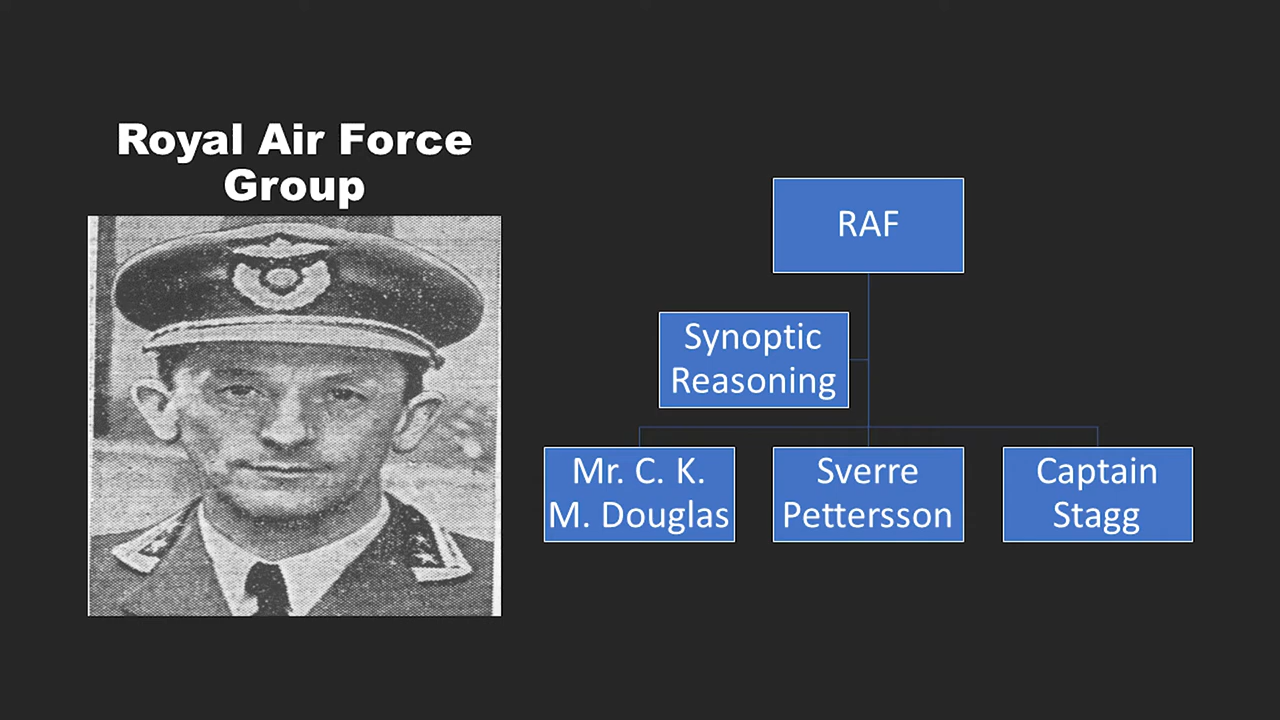 Royal Air Force
Group
RAF
Synoptic
Reasoning
Mr. C. K.
M. Douglas
Sverre
Pettersson
Captain
Stagg